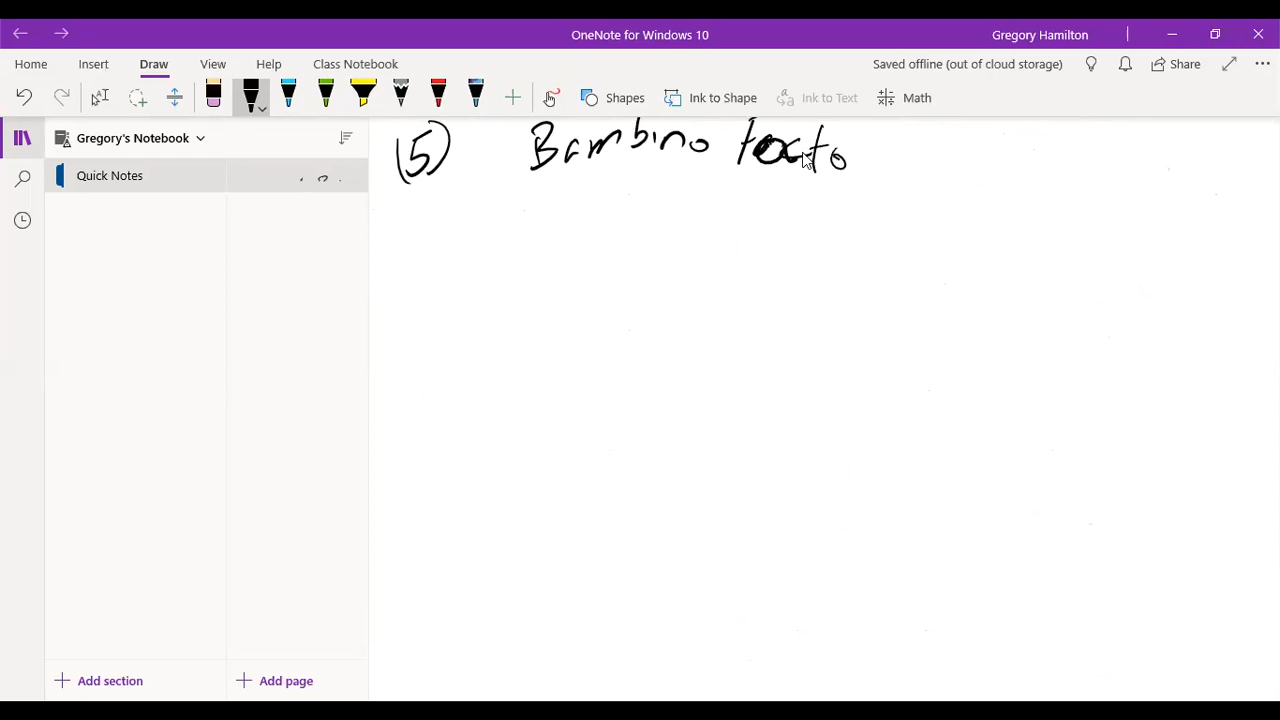 OneNote for Windows 10
Gregory Hamilton
Home Insert Draw View Help Class Notebook
Saved offline (out of cloud storage)
Share
Shapes
Ink to Shape
Ink to Text
Math
Gregory's Notebook
Quick Notes
(5) Bambino
Add section
Add page